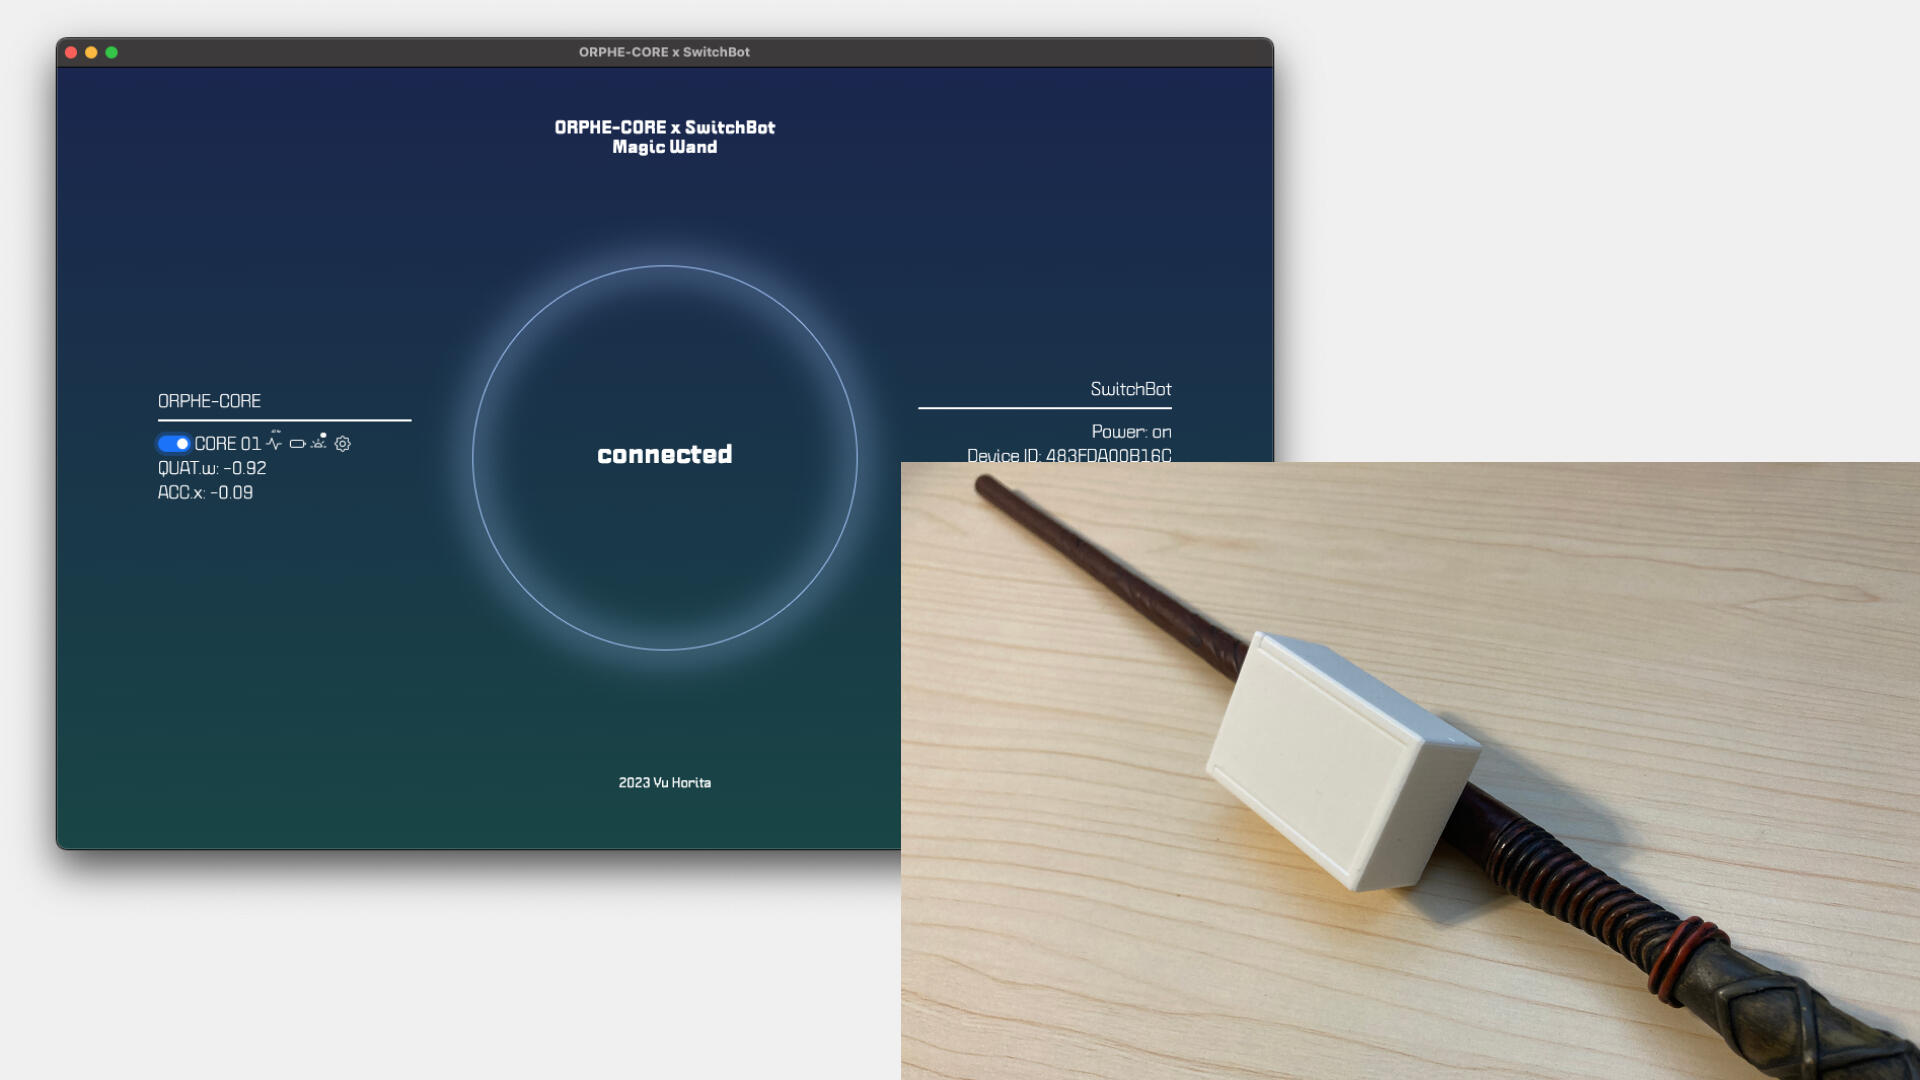 ORPHE-CORE x SwitchBot
ORPHE-CORE x SwitchBot
Magic Wand
ORPHE-CORE
CORE 01
QUAT.w: -0.92
ACC.x: -0.09
connected
SwitchBot
Power: on
Device ID: 483FDA00B16C
2023 Yu Horita